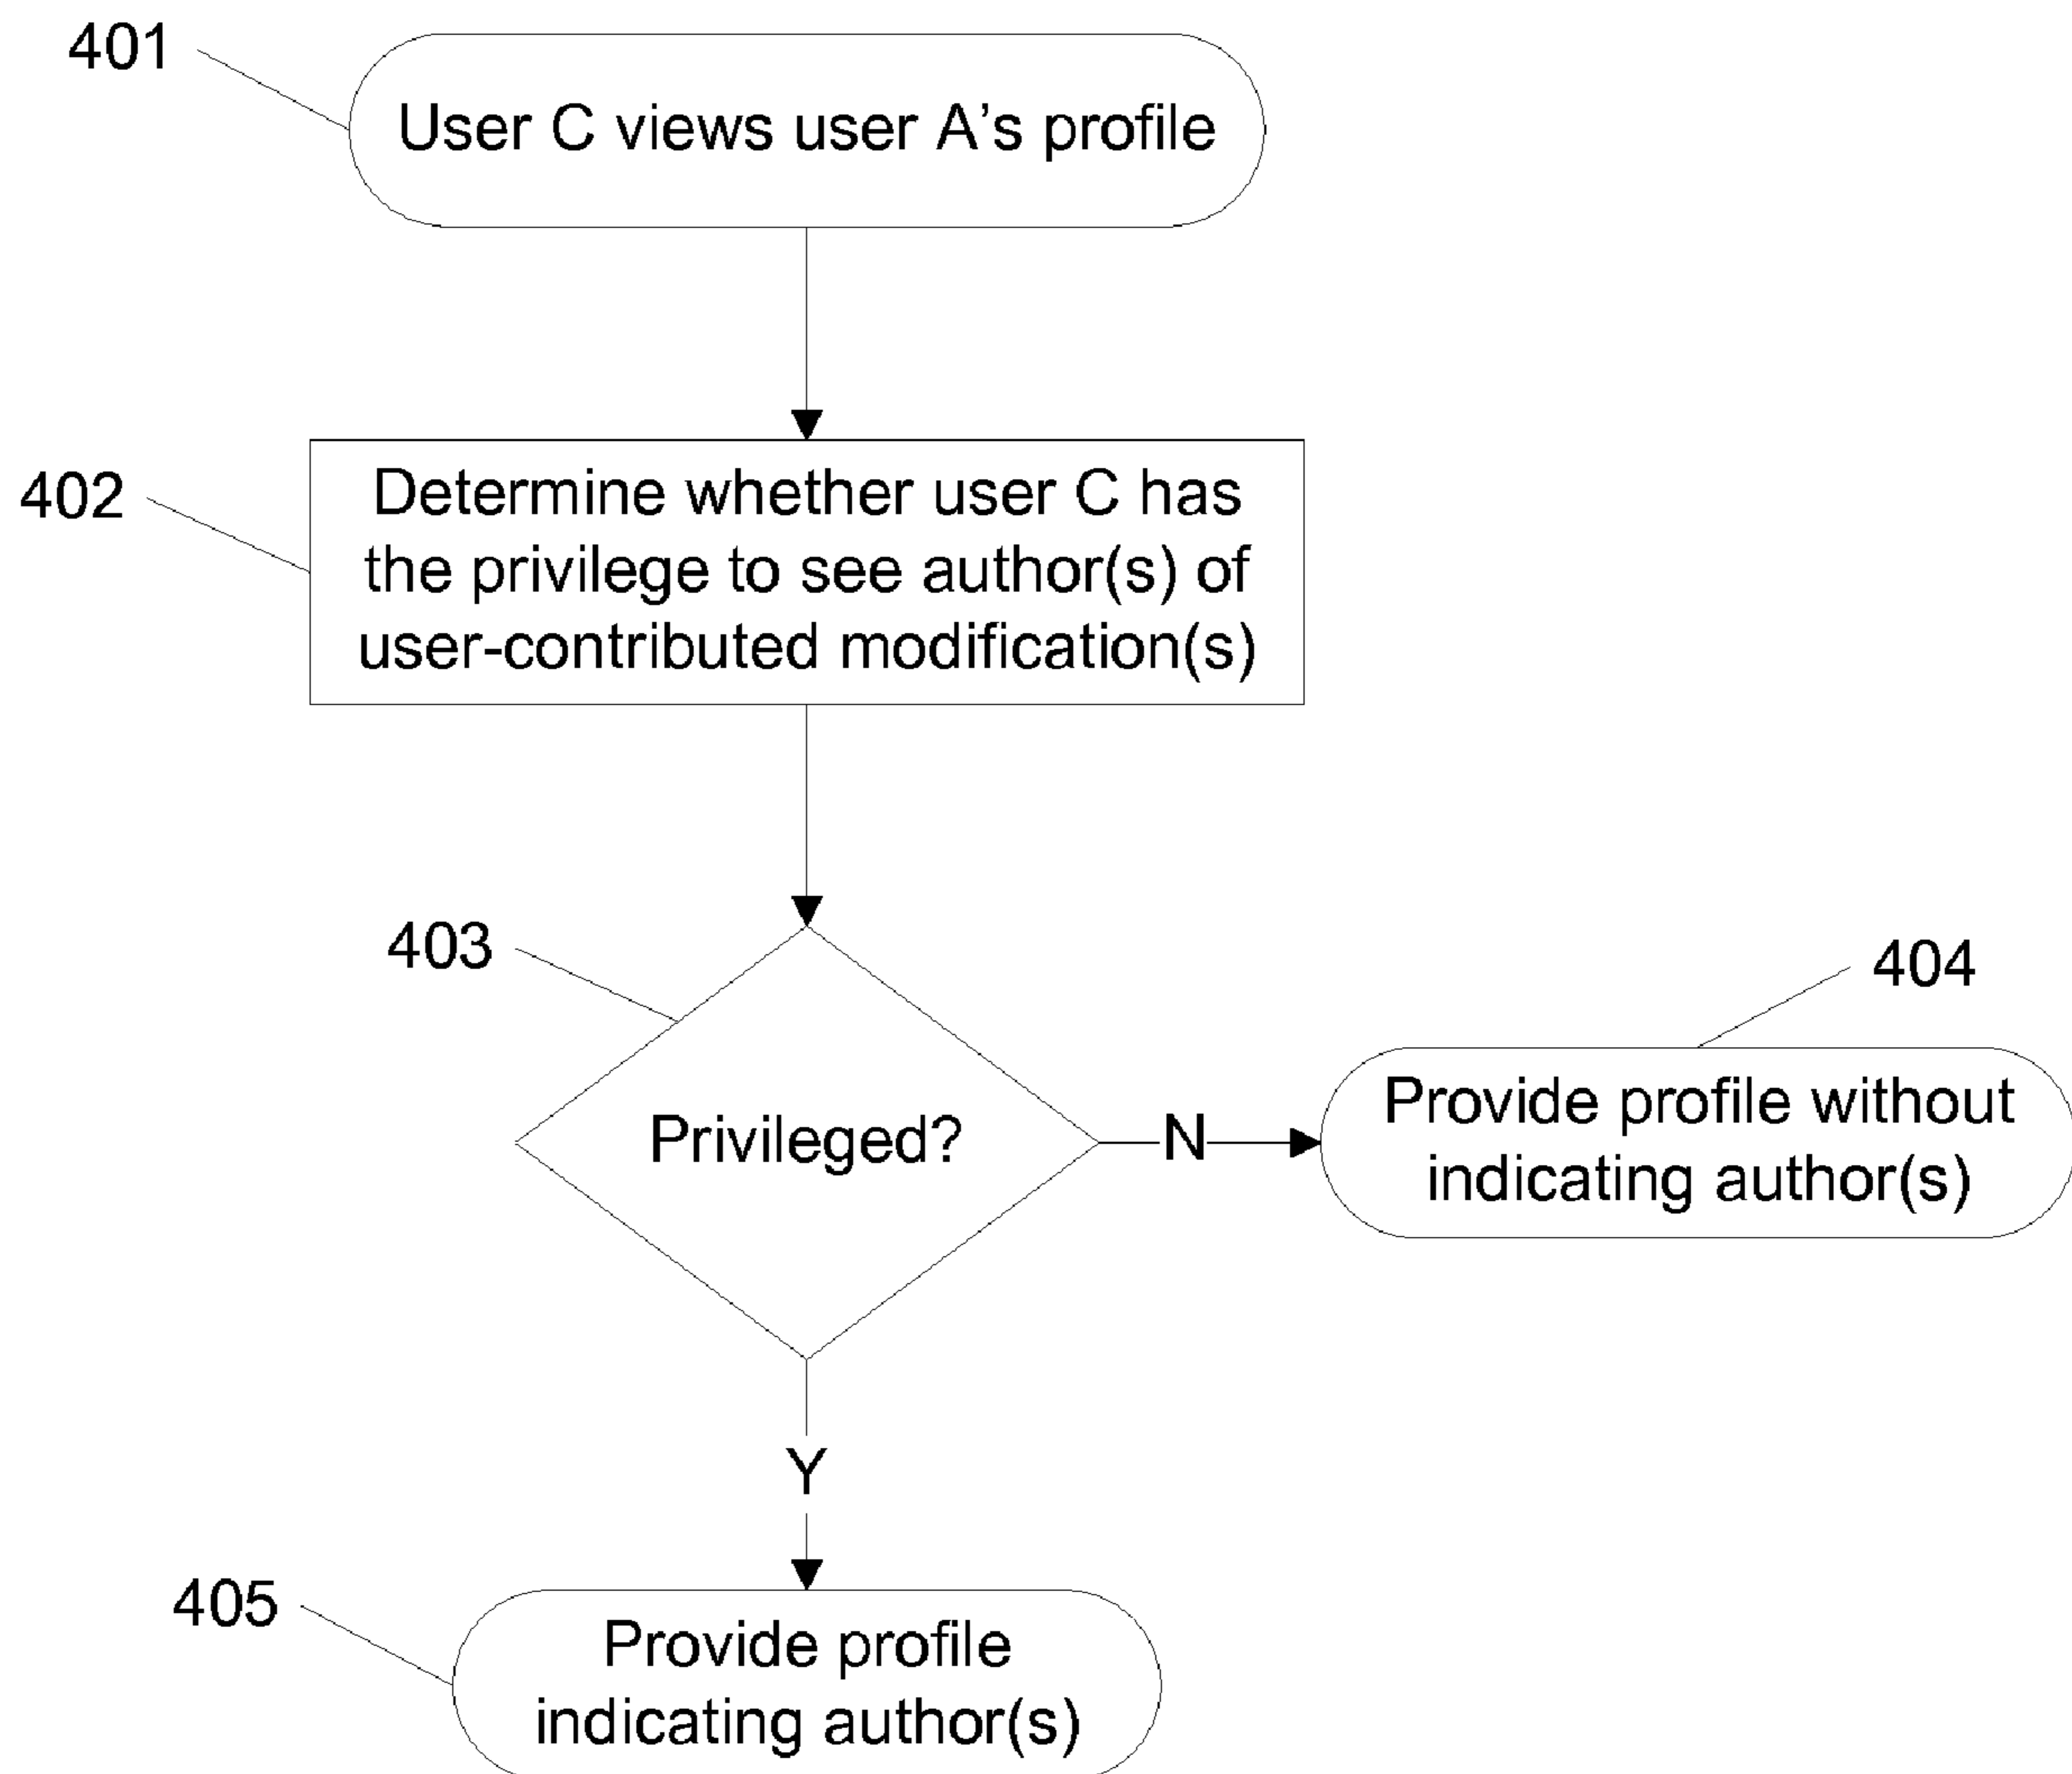 401
User C views user A's profile
402
Determine whether user C has
the privilege to see author(s) of
user-contributed modification(s)
403
Privileged?
N
404
Provide profile without
indicating author(s)
Y
405
Provide profile
indicating author(s)